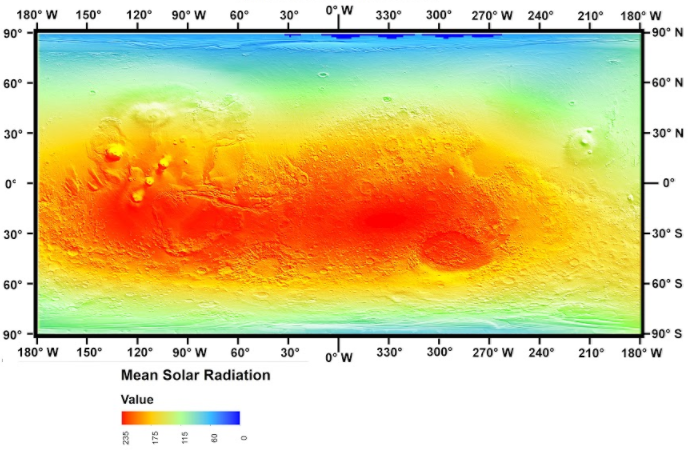 180° W 150° 120° 90° W 60° 30° 0° W 330° 300° 270° W 240° 210° 180° W
90° 90° N
60° 60° N
30° 30° N
0° 0°
30° 30° S
60° 60° S
90° 90° S
180° W 150° 120° 90° W 60° 30° 0° W 330° 300° 270° W 240° 210° 180° W
Mean Solar Radiation
Value
235 175 115 60 0